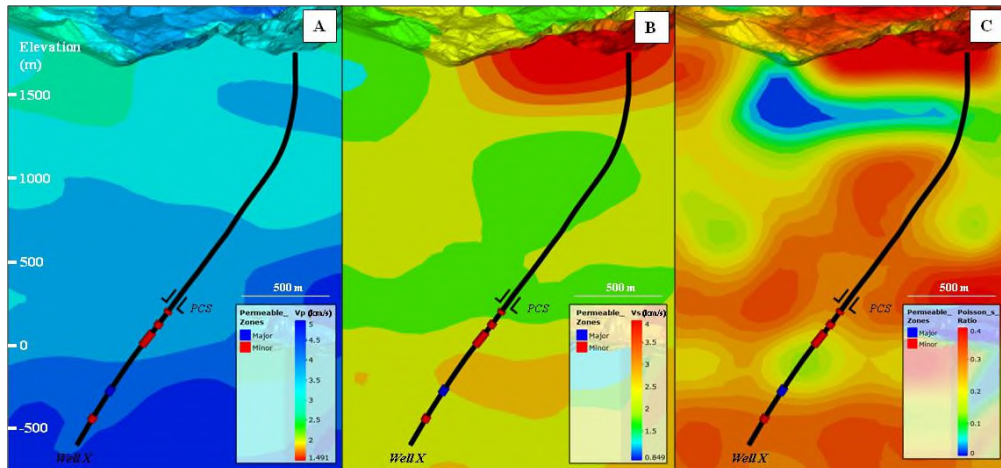 A
Elevation
(m)
1500
1000
500
0
-500
PCS
Well X
500 m
Permeable_
Zones
Major
Minor
Vp (km/s)
5
4.5
4
3.5
3
2.5
2
1.491
B
PCS
Well X
500 m
Permeable_
Zones
Major
Minor
Vs (km/s)
4
3.5
3
2.5
2
1.5
0.849
C
PCS
Well X
500 m
Permeable_
Zones
Major
Minor
Poisson_s_
Ratio
0.4
0.3
0.2
0.1
0